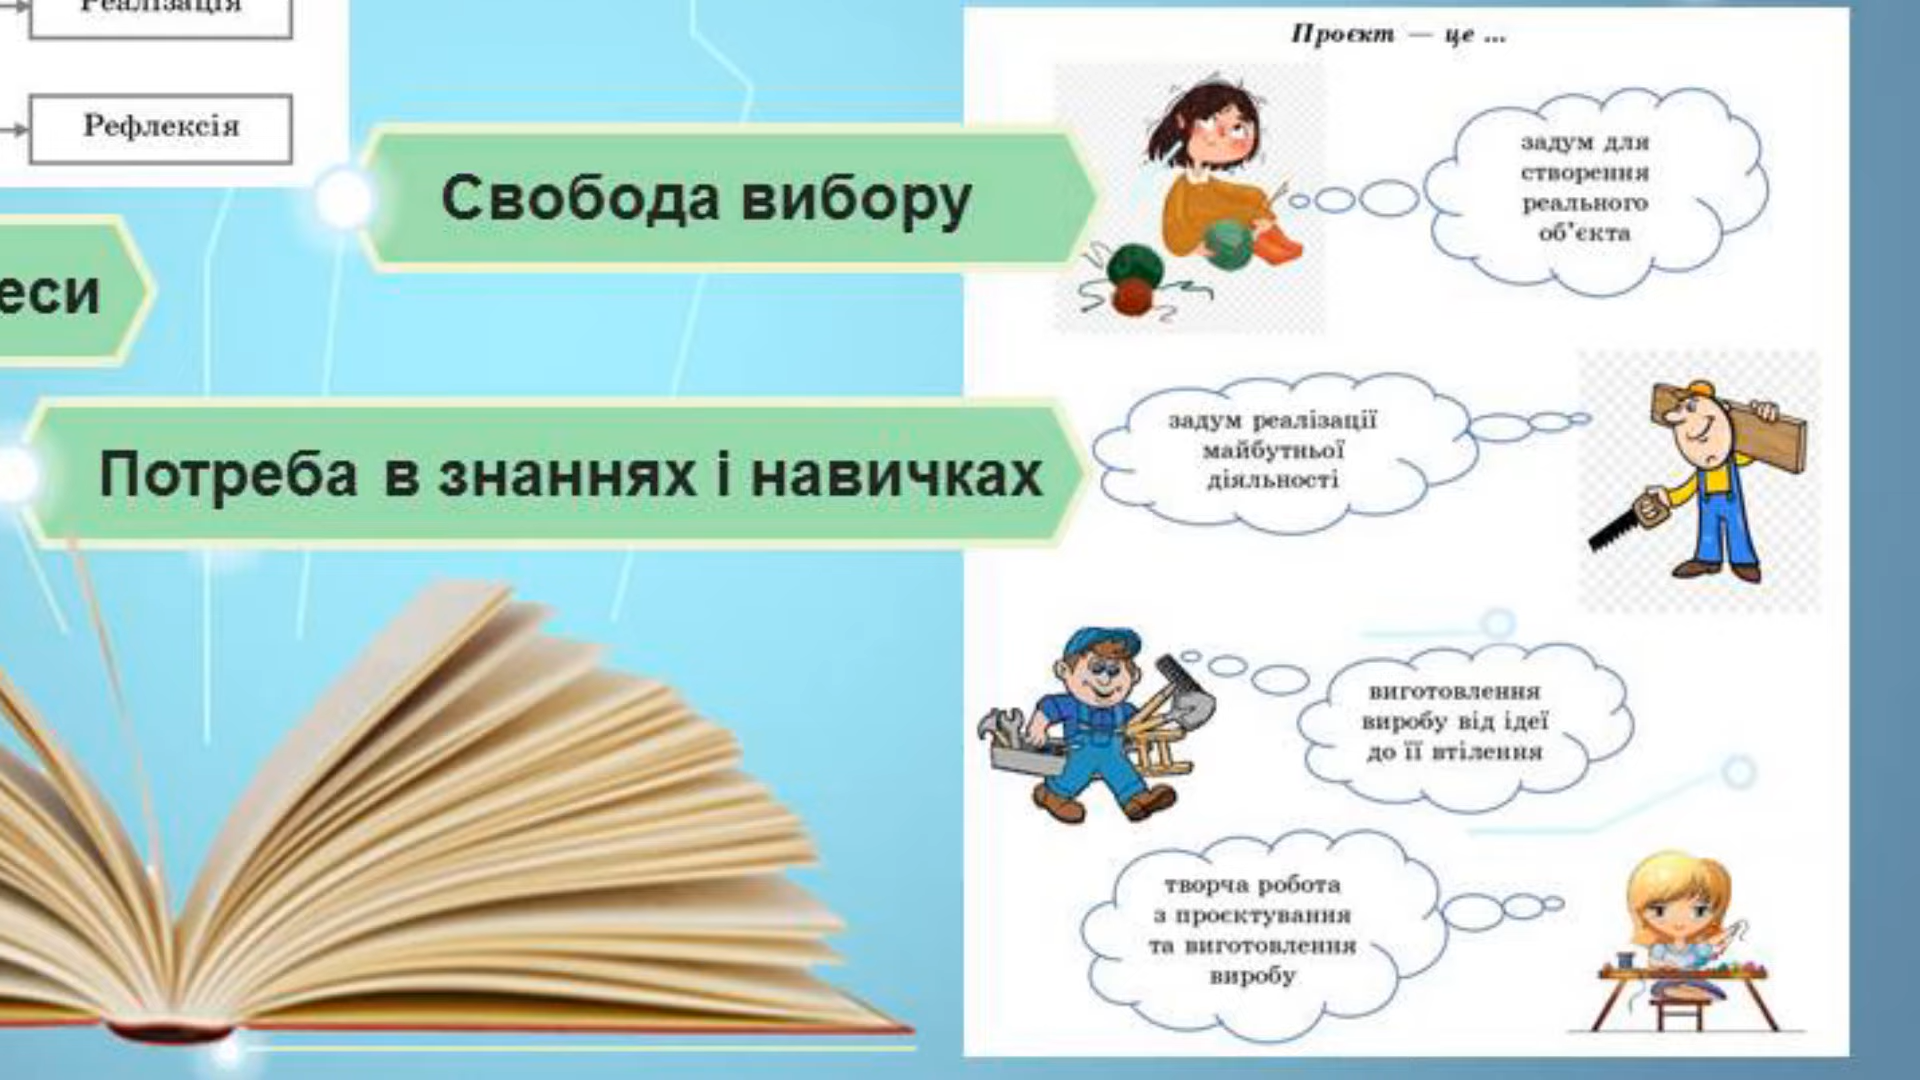 Реалізація
Рефлексія
Свобода вибору
еси
Потреба в знаннях і навичках
Проєкт — це ...
задум для
створення
реального
об'єкта
задум реалізації
майбутньої
діяльності
виготовлення
виробу від ідеї
до її втілення
творча робота
з проєктування
та виготовлення
виробу